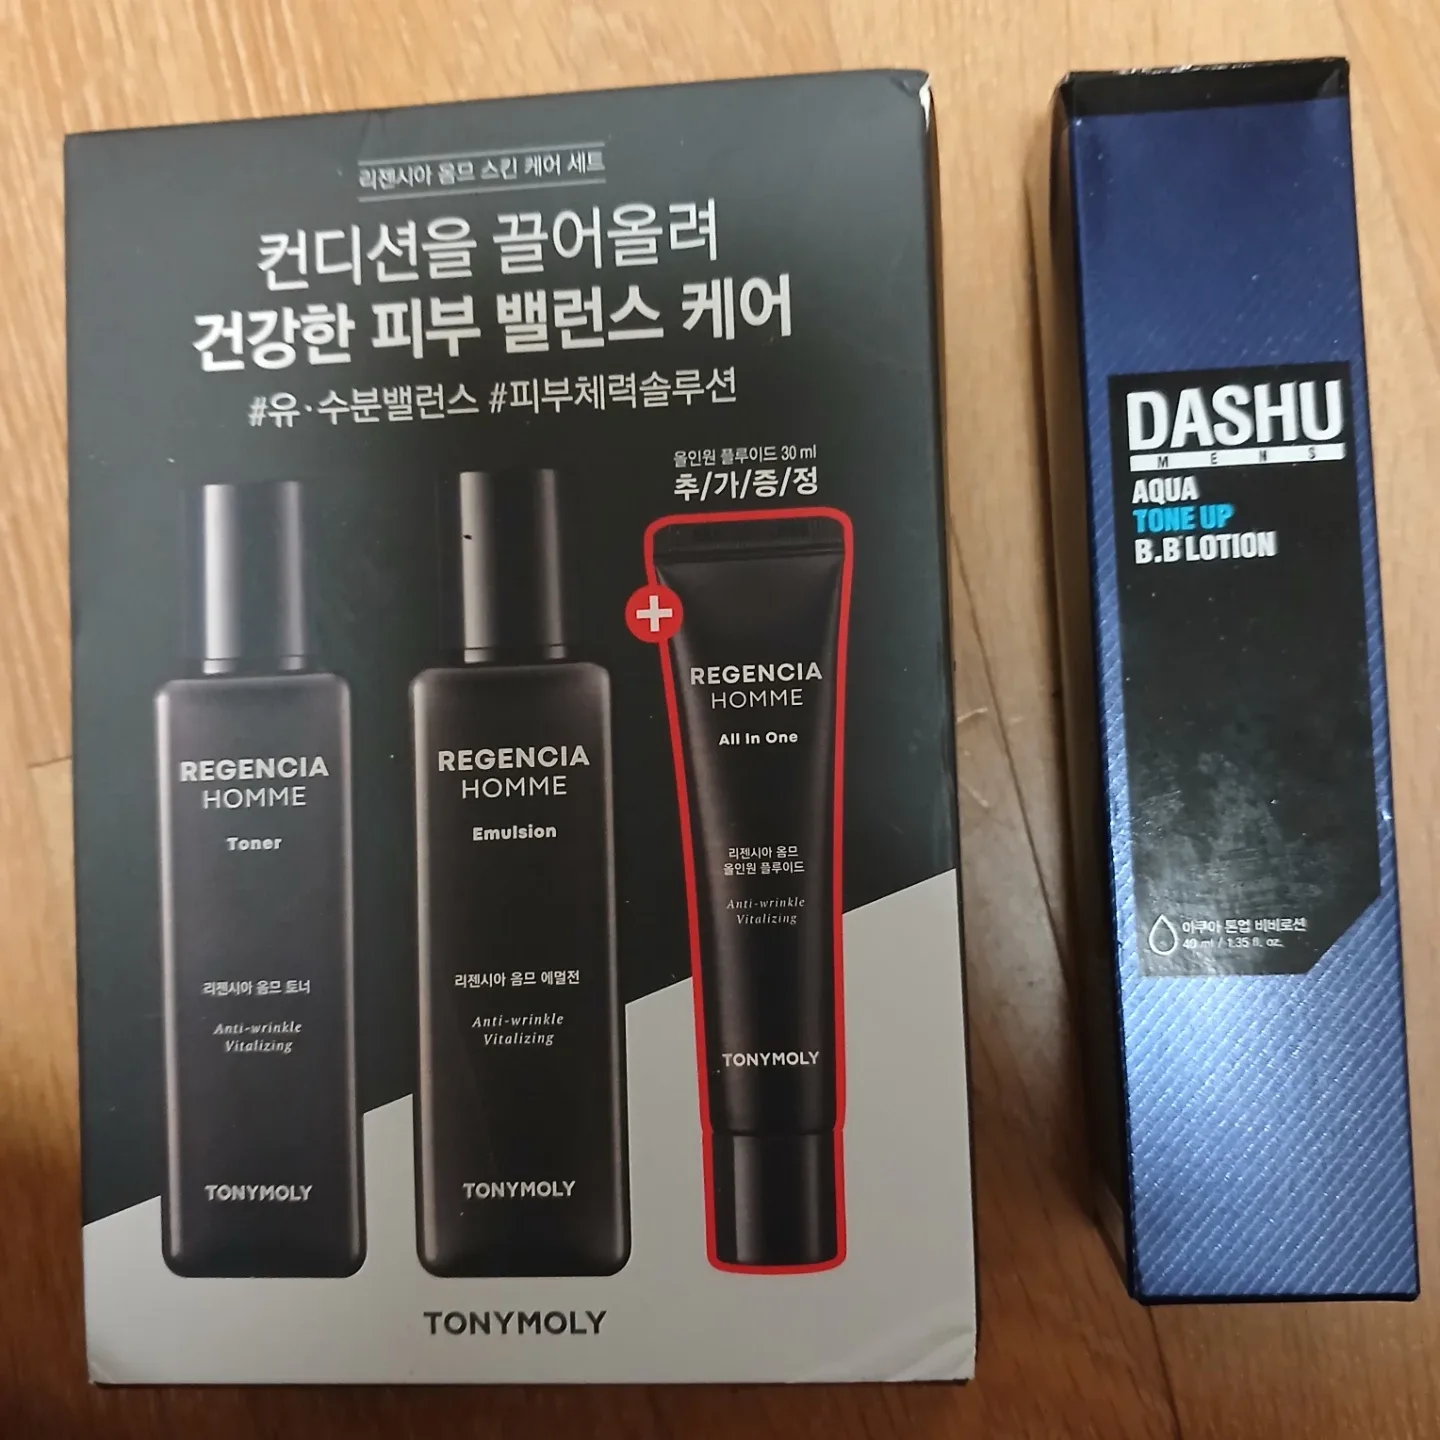 리젠시아 옴므 스킨 케어 세트
컨디션을 끌어올려
건강한 피부 밸런스 케어
#유·수분밸런스 #피부체력솔루션
올인원 플루이드 30 ml
추/가/증/정
+
REGENCIA
HOMME
Toner
리젠시아 옴므 토너
Anti-wrinkle
Vitalizing
TONYMOLY
REGENCIA
HOMME
Emulsion
리젠시아 옴므 에멀전
Anti-wrinkle
Vitalizing
TONYMOLY
REGENCIA
HOMME
All In One
리젠시아 옴므
올인원 플루이드
Anti-wrinkle
Vitalizing
TONYMOLY
TONYMOLY
DASHU
MENS
AQUA
TONE UP
B.B LOTION
아쿠아 톤업 비비로션
40 ml / 1.35 fl. oz.